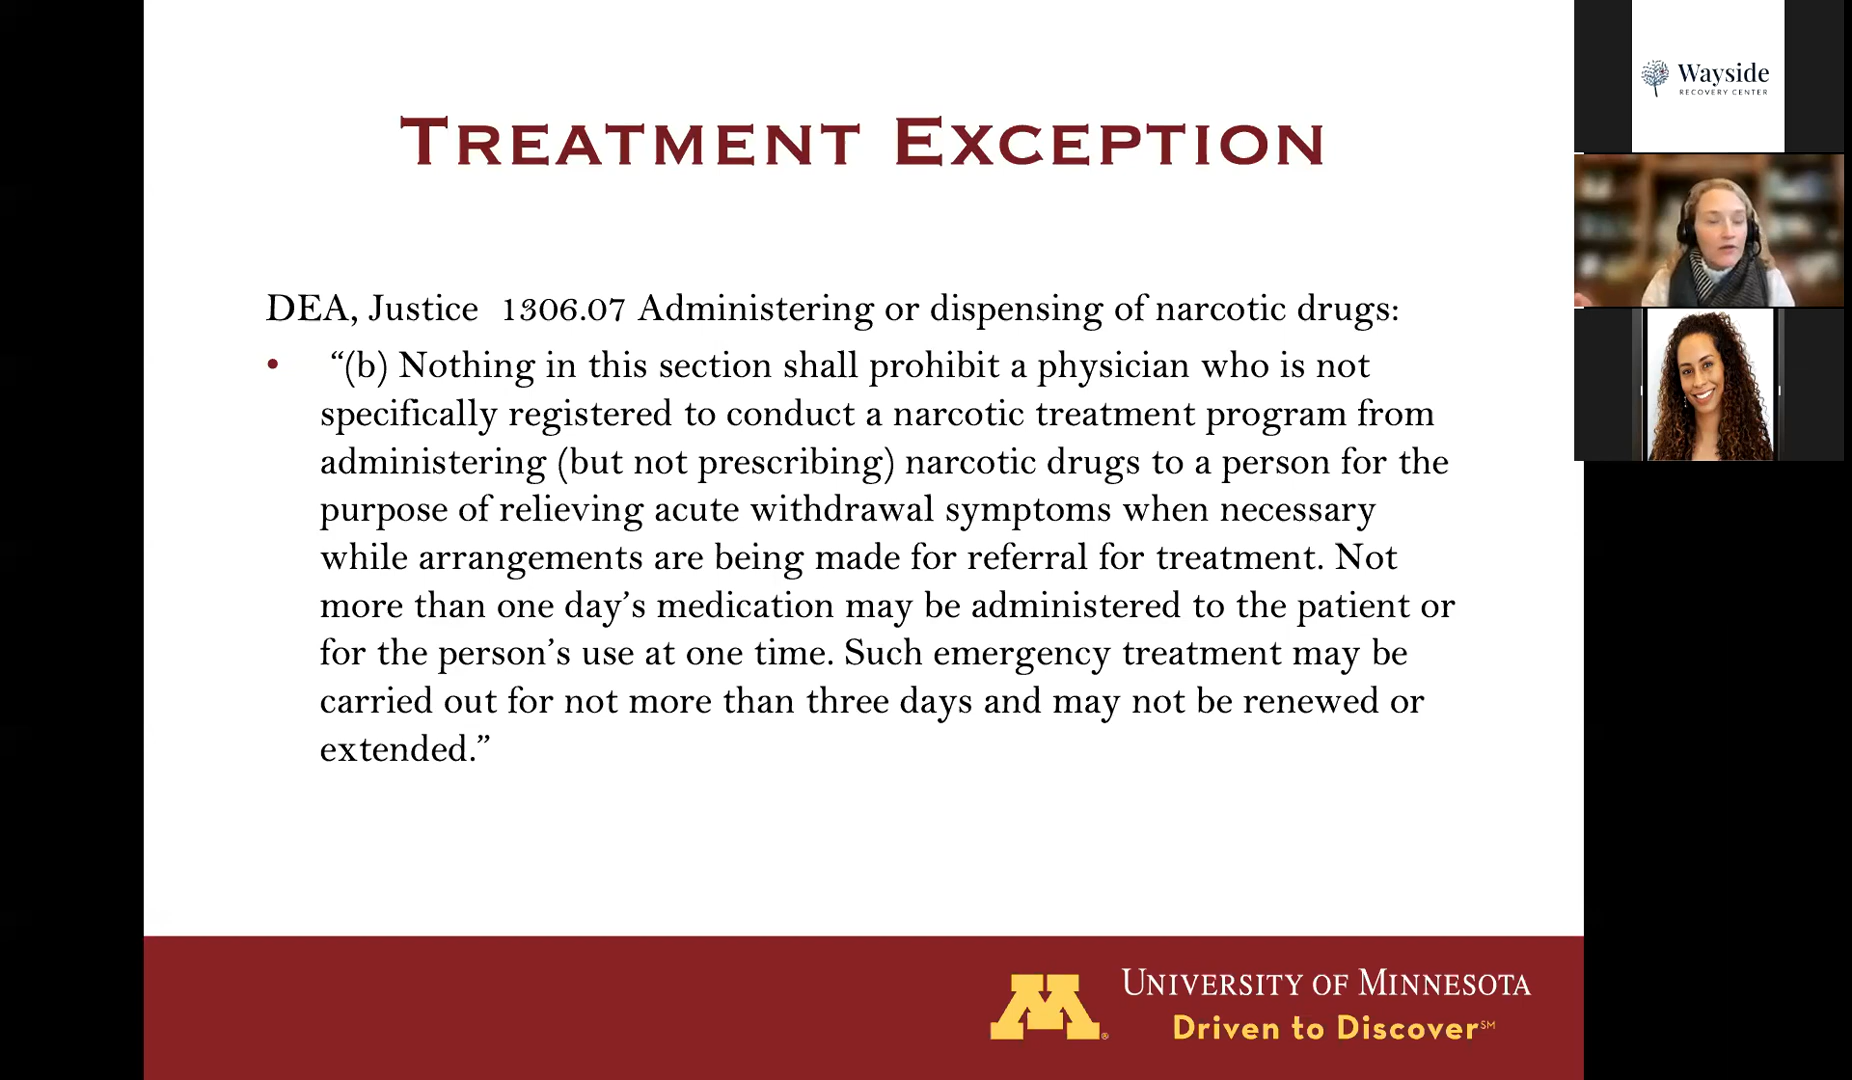 TREATMENT EXCEPTION
DEA, Justice 1306.07 Administering or dispensing of narcotic drugs:
• “(b) Nothing in this section shall prohibit a physician who is not
specifically registered to conduct a narcotic treatment program from
administering (but not prescribing) narcotic drugs to a person for the
purpose of relieving acute withdrawal symptoms when necessary
while arrangements are being made for referral for treatment. Not
more than one day’s medication may be administered to the patient or
for the person’s use at one time. Such emergency treatment may be
carried out for not more than three days and may not be renewed or
extended.”
M®
UNIVERSITY OF MINNESOTA
Driven to Discover℠
Wayside
RECOVERY CENTER